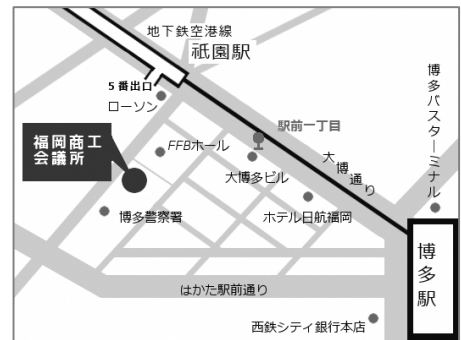 地下鉄空港線
祇園駅
5番出口
ローソン
駅前一丁目
福岡商工
会議所
FFBホール
大博多ビル
大博通り
博多バスターミナル
博多警察署
ホテル日航福岡
博多駅
はかた駅前通り
西鉄シティ銀行本店